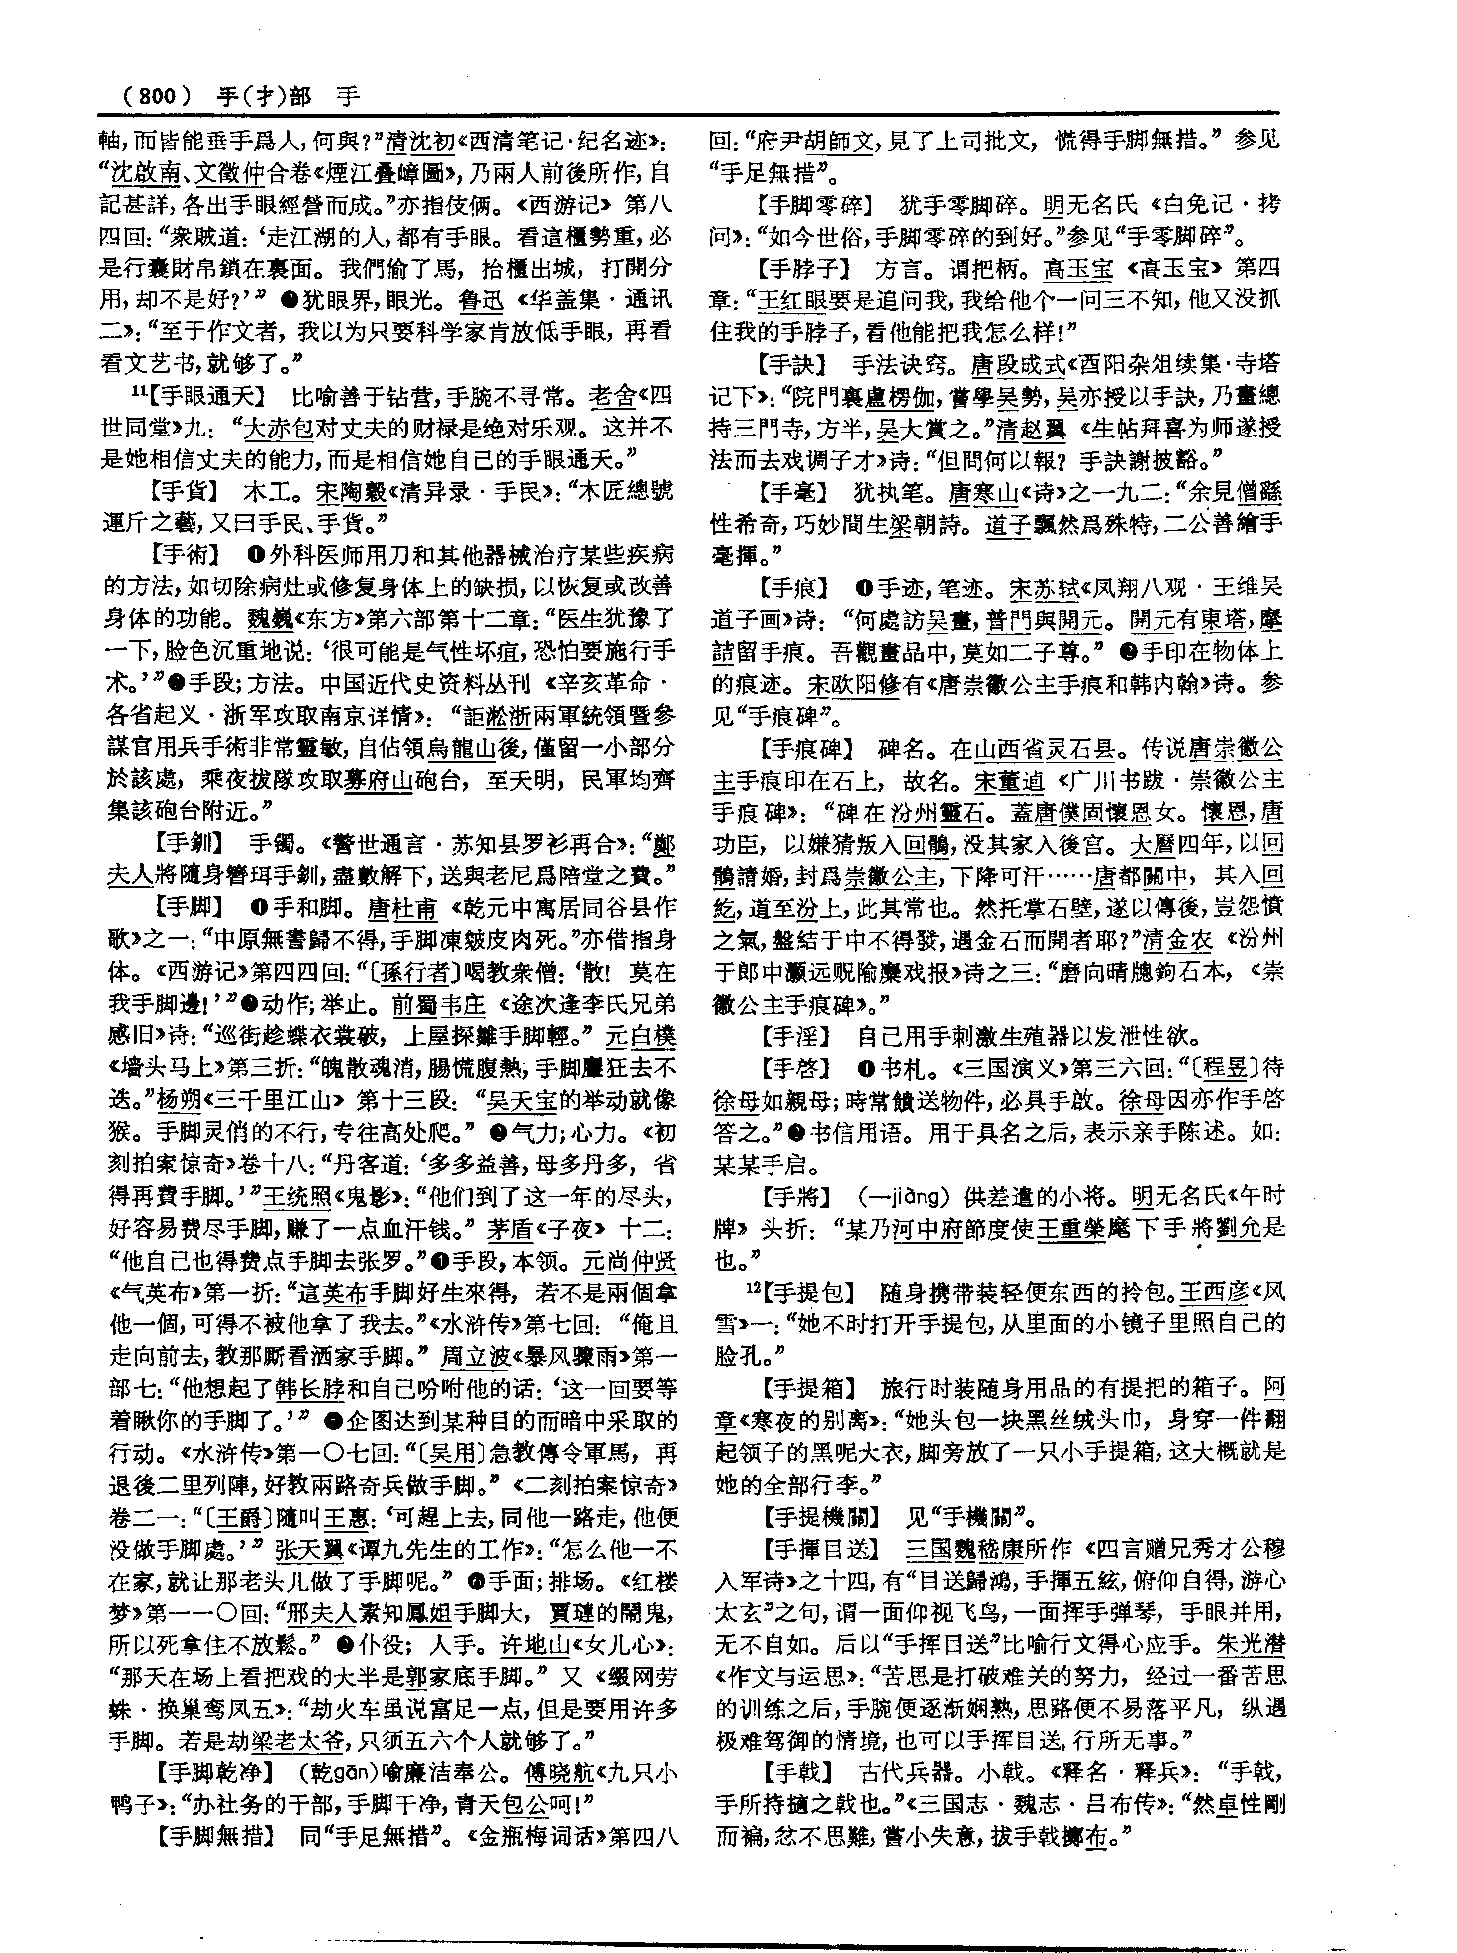 （800） 手(扌)部 手
軸，而皆能垂手爲人，何與？”清沈初《西清笔记·纪名迹》：
“沈啟南、文徵仲合卷《煙江叠嶂圖》，乃兩人前後所作，自
記甚詳，各出手眼經營而成。”亦指伎俩。《西游记》第八
四回：“衆賊道：‘走江湖的人，都有手眼。看這櫃勢重，必
是行囊財帛鎖在裏面。我們偷了馬，抬櫃出城，打開分
用，却不是好？’”❷犹眼界，眼光。鲁迅《华盖集·通讯
二》：“至于作文者，我以为只要科学家肯放低手眼，再看
看文艺书，就够了。”
11【手眼通天】 比喻善于钻营，手腕不寻常。老舍《四
世同堂》九：“大赤包对丈夫的财禄是绝对乐观。这并不
是她相信丈夫的能力，而是相信她自己的手眼通天。”
【手貨】 木工。宋陶穀《清异录·手民》：“木匠總號
運斤之藝，又曰手民、手貨。”
【手術】 ❶外科医师用刀和其他器械治疗某些疾病
的方法，如切除病灶或修复身体上的缺损，以恢复或改善
身体的功能。魏巍《东方》第六部第十二章：“医生犹豫了
一下，脸色沉重地说：‘很可能是气性坏疽，恐怕要施行手
术。’”❷手段；方法。中国近代史资料丛刊《辛亥革命·
各省起义·浙军攻取南京详情》：“詎淞浙兩軍統領暨參
謀官用兵手術非常靈敏，自佔領烏龍山後，僅留一小部分
於該處，乘夜拔隊攻取募府山砲台，至天明，民軍均齊
集該砲台附近。”
【手釧】 手镯。《警世通言·苏知县罗衫再合》：“鄭
夫人將隨身簪珥手釧，盡數解下，送與老尼爲陪堂之費。”
【手脚】 ❶手和脚。唐杜甫《乾元中寓居同谷县作
歌》之一：“中原無書歸不得，手脚凍皴皮肉死。”亦借指身
体。《西游记》第四四回：“〔孫行者〕喝教衆僧：‘散！莫在
我手脚邊！’”❷动作；举止。前蜀韦庄《途次逢李氏兄弟
感旧》诗：“巡街趁蝶衣裳破，上屋探雛手脚輕。”元白樸
《墙头马上》第三折：“魄散魂消，腸慌腹熱，手脚麞狂去不
迭。”杨朔《三千里江山》第十三段：“吴天宝的举动就像
猴。手脚灵俏的不行，专往高处爬。”❸气力；心力。《初
刻拍案惊奇》卷十八：“丹客道：‘多多益善，母多丹多，省
得再費手脚。’”王统照《鬼影》：“他们到了这一年的尽头，
好容易费尽手脚，赚了一点血汗钱。”茅盾《子夜》十二：
“他自己也得费点手脚去张罗。”❹手段，本领。元尚仲贤
《气英布》第一折：“這英布手脚好生來得，若不是兩個拿
他一個，可得不被他拿了我去。”《水浒传》第七回：“俺且
走向前去，教那厮看洒家手脚。”周立波《暴风骤雨》第一
部七：“他想起了韩长脖和自己吩咐他的话：‘这一回要等
着瞅你的手脚了。’”❺企图达到某种目的而暗中采取的
行动。《水浒传》第一〇七回：“〔吴用〕急教傳令軍馬，再
退後二里列陣，好教兩路奇兵做手脚。”《二刻拍案惊奇》
卷二一：“〔王爵〕隨叫王惠：‘可趕上去，同他一路走，他便
没做手脚處。’”张天翼《谭九先生的工作》：“怎么他一不
在家，就让那老头儿做了手脚呢。”❻手面；排场。《红楼
梦》第一一〇回：“邢夫人素知鳳姐手脚大，賈璉的鬧鬼，
所以死拿住不放鬆。”❼仆役；人手。许地山《女儿心》：
“那天在场上看把戏的大半是郭家底手脚。”又《缀网劳
蛛·换巢鸾凤五》：“劫火车虽说富足一点，但是要用许多
手脚。若是劫梁老太爷，只须五六个人就够了。”
【手脚乾净】 （乾gān）喻廉洁奉公。傅晓航《九只小
鸭子》：“办社务的干部，手脚干净，青天包公呵！”
【手脚無措】 同“手足無措”。《金瓶梅词话》第四八
回：“府尹胡師文，見了上司批文，慌得手脚無措。”参见
“手足無措”。
【手脚零碎】 犹手零脚碎。明无名氏《白兔记·拷
问》：“如今世俗，手脚零碎的到好。”参见“手零脚碎”。
【手脖子】 方言。谓把柄。高玉宝《高玉宝》第四
章：“王红眼要是追问我，我给他个一问三不知，他又没抓
住我的手脖子，看他能把我怎么样！”
【手訣】 手法诀窍。唐段成式《酉阳杂俎续集·寺塔
记下》：“院門裏盧楞伽，嘗學吴勢，吴亦授以手訣，乃畫總
持三門寺，方半，吴大賞之。”清赵翼《生帖拜喜为师遂授
法而去戏调子才》诗：“但問何以報？手訣謝披豁。”
【手毫】 犹执笔。唐寒山《诗》之一九二：“余見僧繇
性希奇，巧妙間生梁朝詩。道子飄然爲殊特，二公善繪手
毫揮。”
【手痕】 ❶手迹，笔迹。宋苏轼《凤翔八观·王维吴
道子画》诗：“何處訪吴畫，普門與開元。開元有東塔，摩
詰留手痕。吾觀畫品中，莫如二子尊。”❷手印在物体上
的痕迹。宋欧阳修有《唐崇徽公主手痕和韩内翰》诗。参
见“手痕碑”。
【手痕碑】 碑名。在山西省灵石县。传说唐崇徽公
主手痕印在石上，故名。宋董逌《广川书跋·崇徽公主
手痕碑》：“碑在汾州靈石。蓋唐僕固懷恩女。懷恩，唐
功臣，以嫌猜叛入回鶻，没其家入後宫。大曆四年，以回
鶻請婚，封爲崇徽公主，下降可汗……唐都關中，其入回
紇，道至汾上，此其常也。然托掌石壁，遂以傳後，豈怨憤
之氣，盤結于中不得發，遇金石而開者耶？”清金农《汾州
于郎中灏远贶隃麋戏报》诗之三：“磨向晴牕鉤石本，《崇
徽公主手痕碑》。”
【手淫】 自己用手刺激生殖器以发泄性欲。
【手啓】 ❶书札。《三国演义》第三六回：“〔程昱〕待
徐母如親母；時常饋送物件，必具手啟。徐母因亦作手啓
答之。”❷书信用语。用于具名之后，表示亲手陈述。如：
某某手启。
【手將】 （—jiàng）供差遣的小将。明无名氏《午时
牌》头折：“某乃河中府節度使王重榮麾下手將劉允是
也。”
12【手提包】 随身携带装轻便东西的拎包。王西彦《风
雪》一：“她不时打开手提包，从里面的小镜子里照自己的
脸孔。”
【手提箱】 旅行时装随身用品的有提把的箱子。阿
章《寒夜的别离》：“她头包一块黑丝绒头巾，身穿一件翻
起领子的黑呢大衣，脚旁放了一只小手提箱，这大概就是
她的全部行李。”
【手提機關】 见“手機關”。
【手揮目送】 三国魏嵇康所作《四言赠兄秀才公穆
入军诗》之十四，有“目送歸鴻，手揮五絃，俯仰自得，游心
太玄”之句，谓一面仰视飞鸟，一面挥手弹琴，手眼并用，
无不自如。后以“手挥目送”比喻行文得心应手。朱光潜
《作文与运思》：“苦思是打破难关的努力，经过一番苦思
的训练之后，手腕便逐渐娴熟，思路便不易落平凡，纵遇
极难驾御的情境，也可以手挥目送，行所无事。”
【手戟】 古代兵器。小戟。《释名·释兵》：“手戟，
手所持擿之戟也。”《三国志·魏志·吕布传》：“然卓性剛
而褊，忿不思難，嘗小失意，拔手戟擲布。”